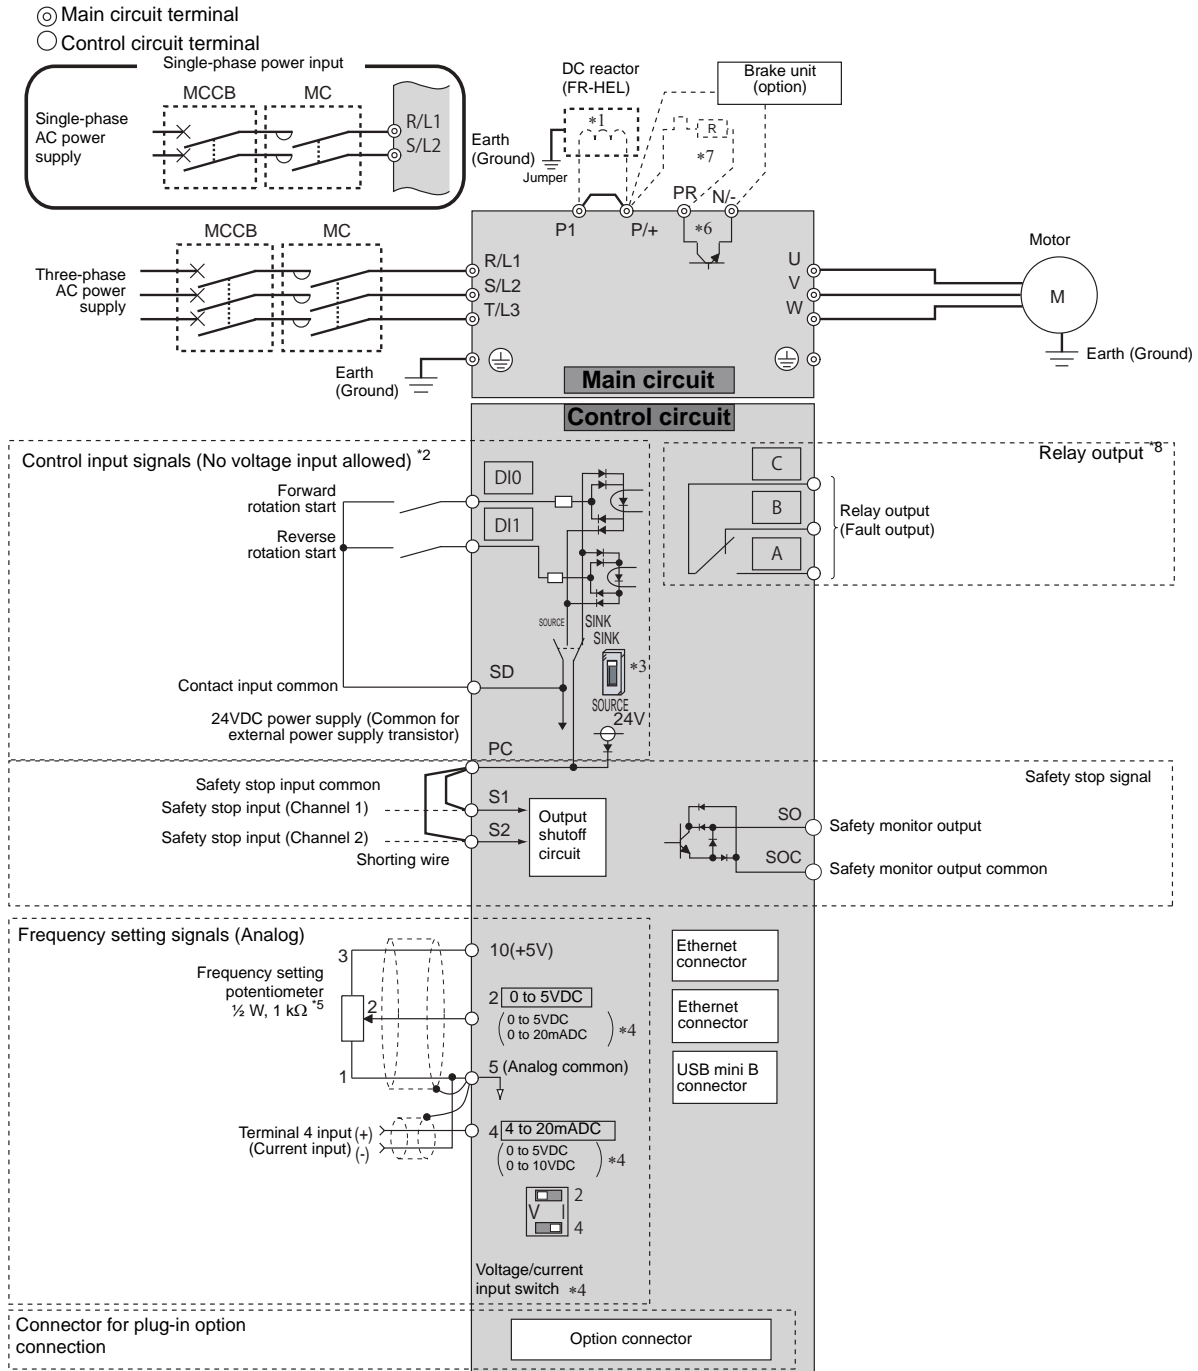 Main circuit terminal
Control circuit terminal
Single-phase power input
MCCB
MC
Single-phase
AC power
supply
R/L1
S/L2
Earth
(Ground)
DC reactor
(FR-HEL)
*1
Jumper
Brake unit
(option)
R
*7
P1
P/+
PR
N/-
*6
MCCB
MC
Three-phase
AC power
supply
R/L1
S/L2
T/L3
U
V
W
Motor
M
Earth (Ground)
Earth
(Ground)
Main circuit
Control circuit
Control input signals (No voltage input allowed) *2
Forward
rotation start
Reverse
rotation start
DI0
DI1
SOURCE
SINK
SINK
*3
SOURCE
Contact input common
SD
24VDC power supply (Common for
external power supply transistor)
24V
PC
Relay output *8
C
B
A
Relay output
(Fault output)
Safety stop signal
Safety stop input common
Safety stop input (Channel 1)
Safety stop input (Channel 2)
Shorting wire
S1
S2
Output
shutoff
circuit
SO
Safety monitor output
SOC
Safety monitor output common
Frequency setting signals (Analog)
Frequency setting
potentiometer
½ W, 1 kΩ *5
3
2
1
10(+5V)
2 0 to 5VDC
0 to 5VDC
0 to 20mADC
*4
5 (Analog common)
Terminal 4 input (+)
(Current input) (-)
4 4 to 20mADC
0 to 5VDC
0 to 10VDC
*4
2
V I
4
Voltage/current
input switch *4
Ethernet
connector
Ethernet
connector
USB mini B
connector
Connector for plug-in option
connection
Option connector